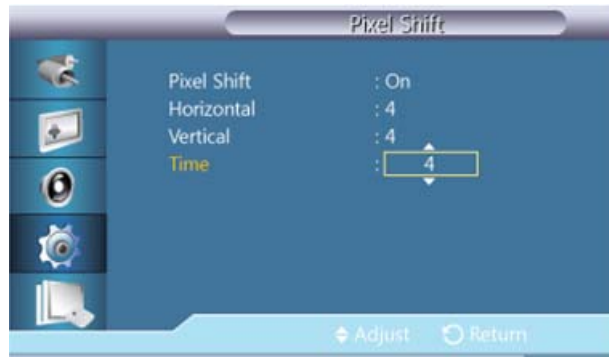 Pixel Shift
Pixel Shift : On
Horizontal : 4
Vertical : 4
Time : 4
Adjust Return